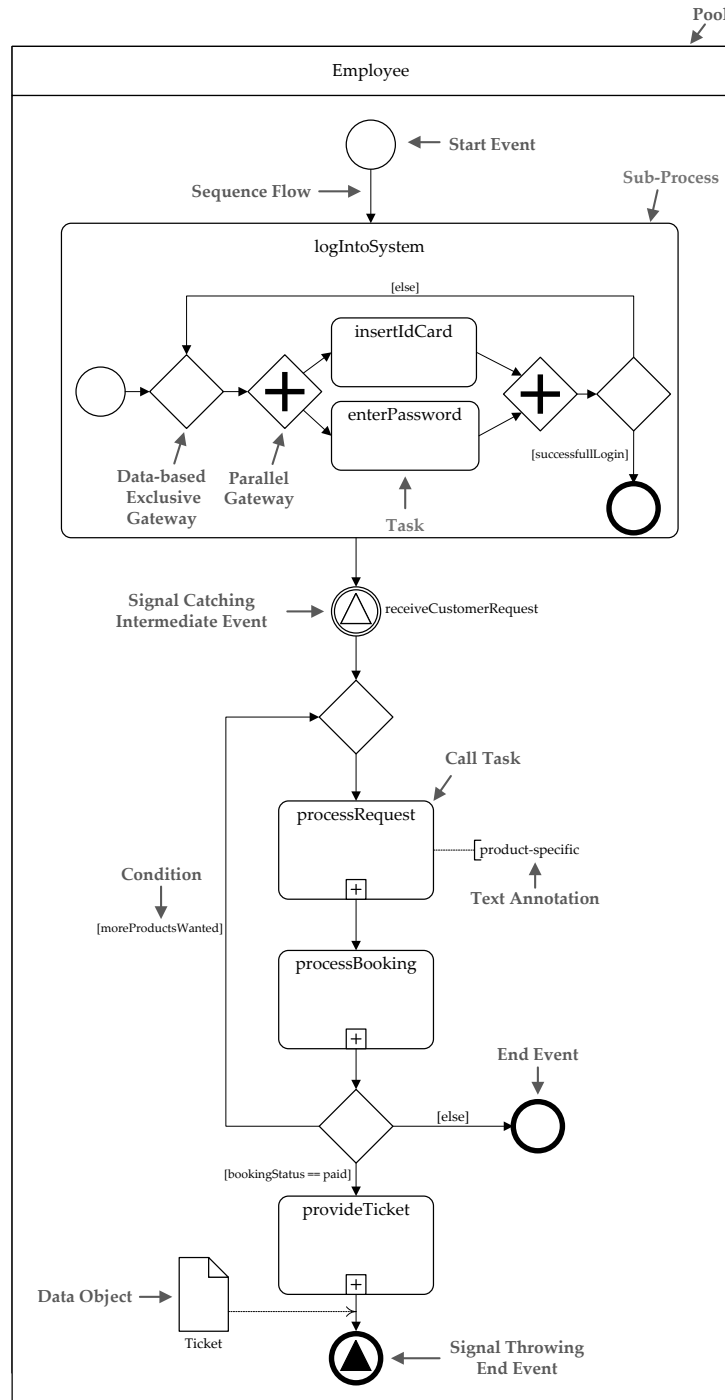 Pool
Employee
Start Event
Sequence Flow
Sub-Process
logIntoSystem
[else]
insertIdCard
enterPassword
[successfullLogin]
Data-based
Exclusive
Gateway
Parallel
Gateway
Task
Signal Catching
Intermediate Event
receiveCustomerRequest
Call Task
processRequest
product-specific
Condition
Text Annotation
[moreProductsWanted]
processBooking
End Event
[else]
[bookingStatus == paid]
provideTicket
Data Object
Ticket
Signal Throwing
End Event